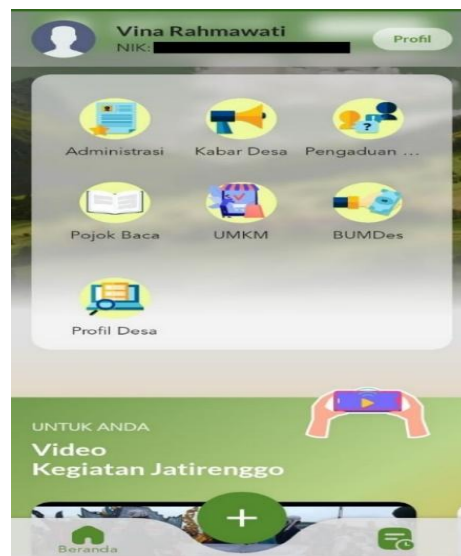 Vina Rahmawati
NIK:
Profil
Administrasi
Kabar Desa
Pengaduan ...
Pojok Baca
UMKM
BUMDes
Profil Desa
UNTUK ANDA
Video
Kegiatan Jatirenggo
Beranda